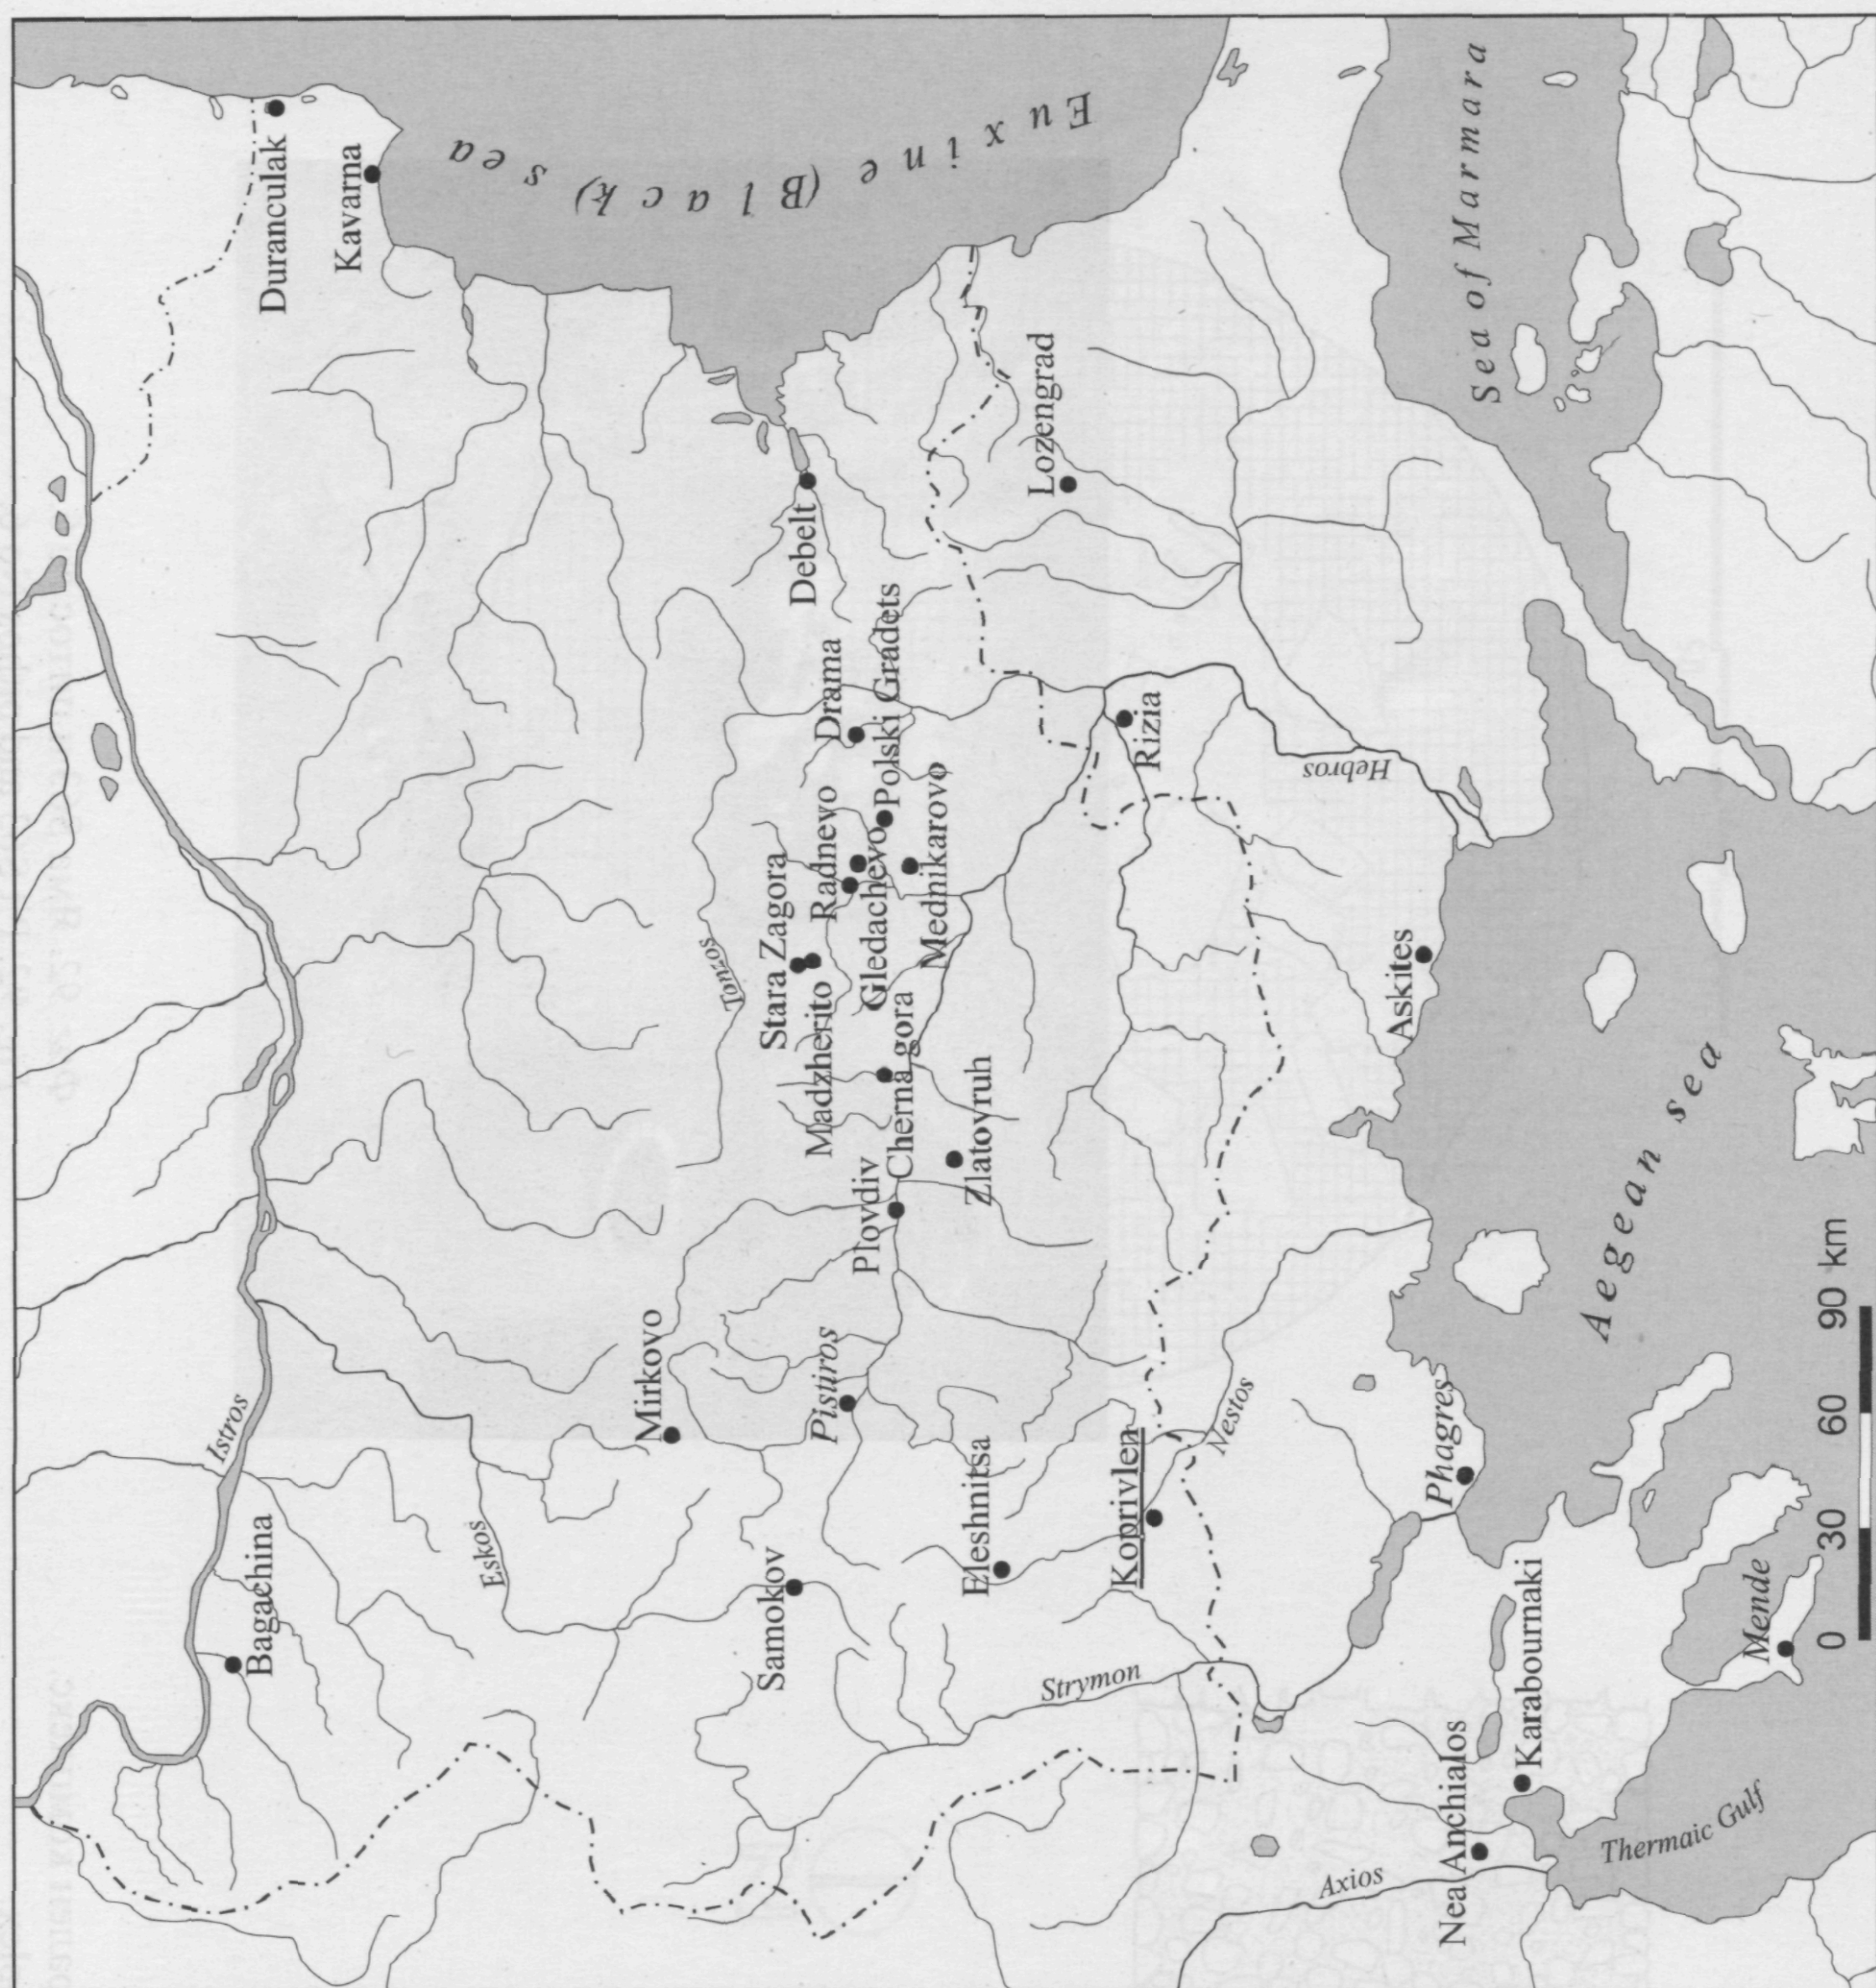 Duranculak
Kavarna
Euxine (Black) sea
Sea of Marmara
Lozengrad
Debelt
Drama
Polski Gradets
Rizia
Hebros
Radnevo
Stara Zagora
Gledachevo
Mednikarovo
Madzherito
Cherna gora
Tonzos
Zlatovruh
Plovdiv
Askites
Aegean sea
Istros
Mirkovo
Pistiros
Eleshnitsa
Koprivlen
Nestos
Phagres
Bagachina
Eskos
Samokov
Strymon
Mende
Karabournaki
Nea Anchialos
Axios
Thermaic Gulf
0 30 60 90 km